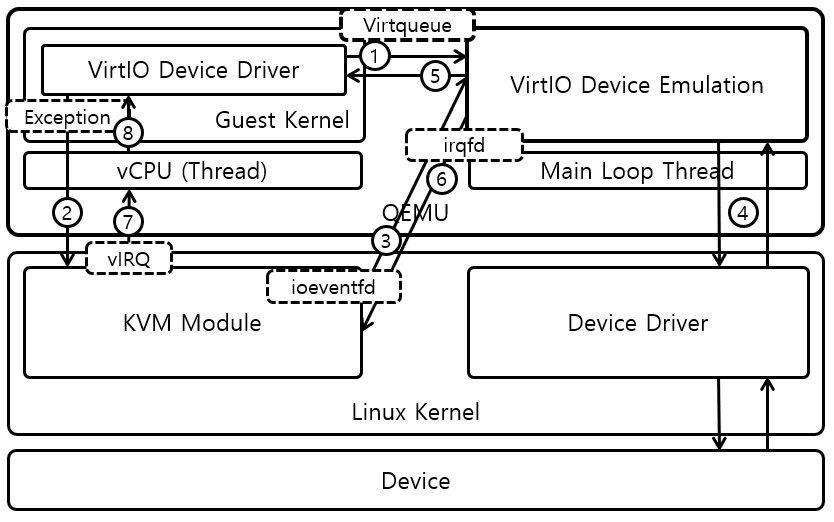 Virtqueue
1
VirtIO Device Driver
5
VirtIO Device Emulation
Exception
8
Guest Kernel
irqfd
vCPU (Thread)
6
Main Loop Thread
2
7
QEMU
4
3
vIRQ
ioeventfd
KVM Module
Device Driver
Linux Kernel
Device